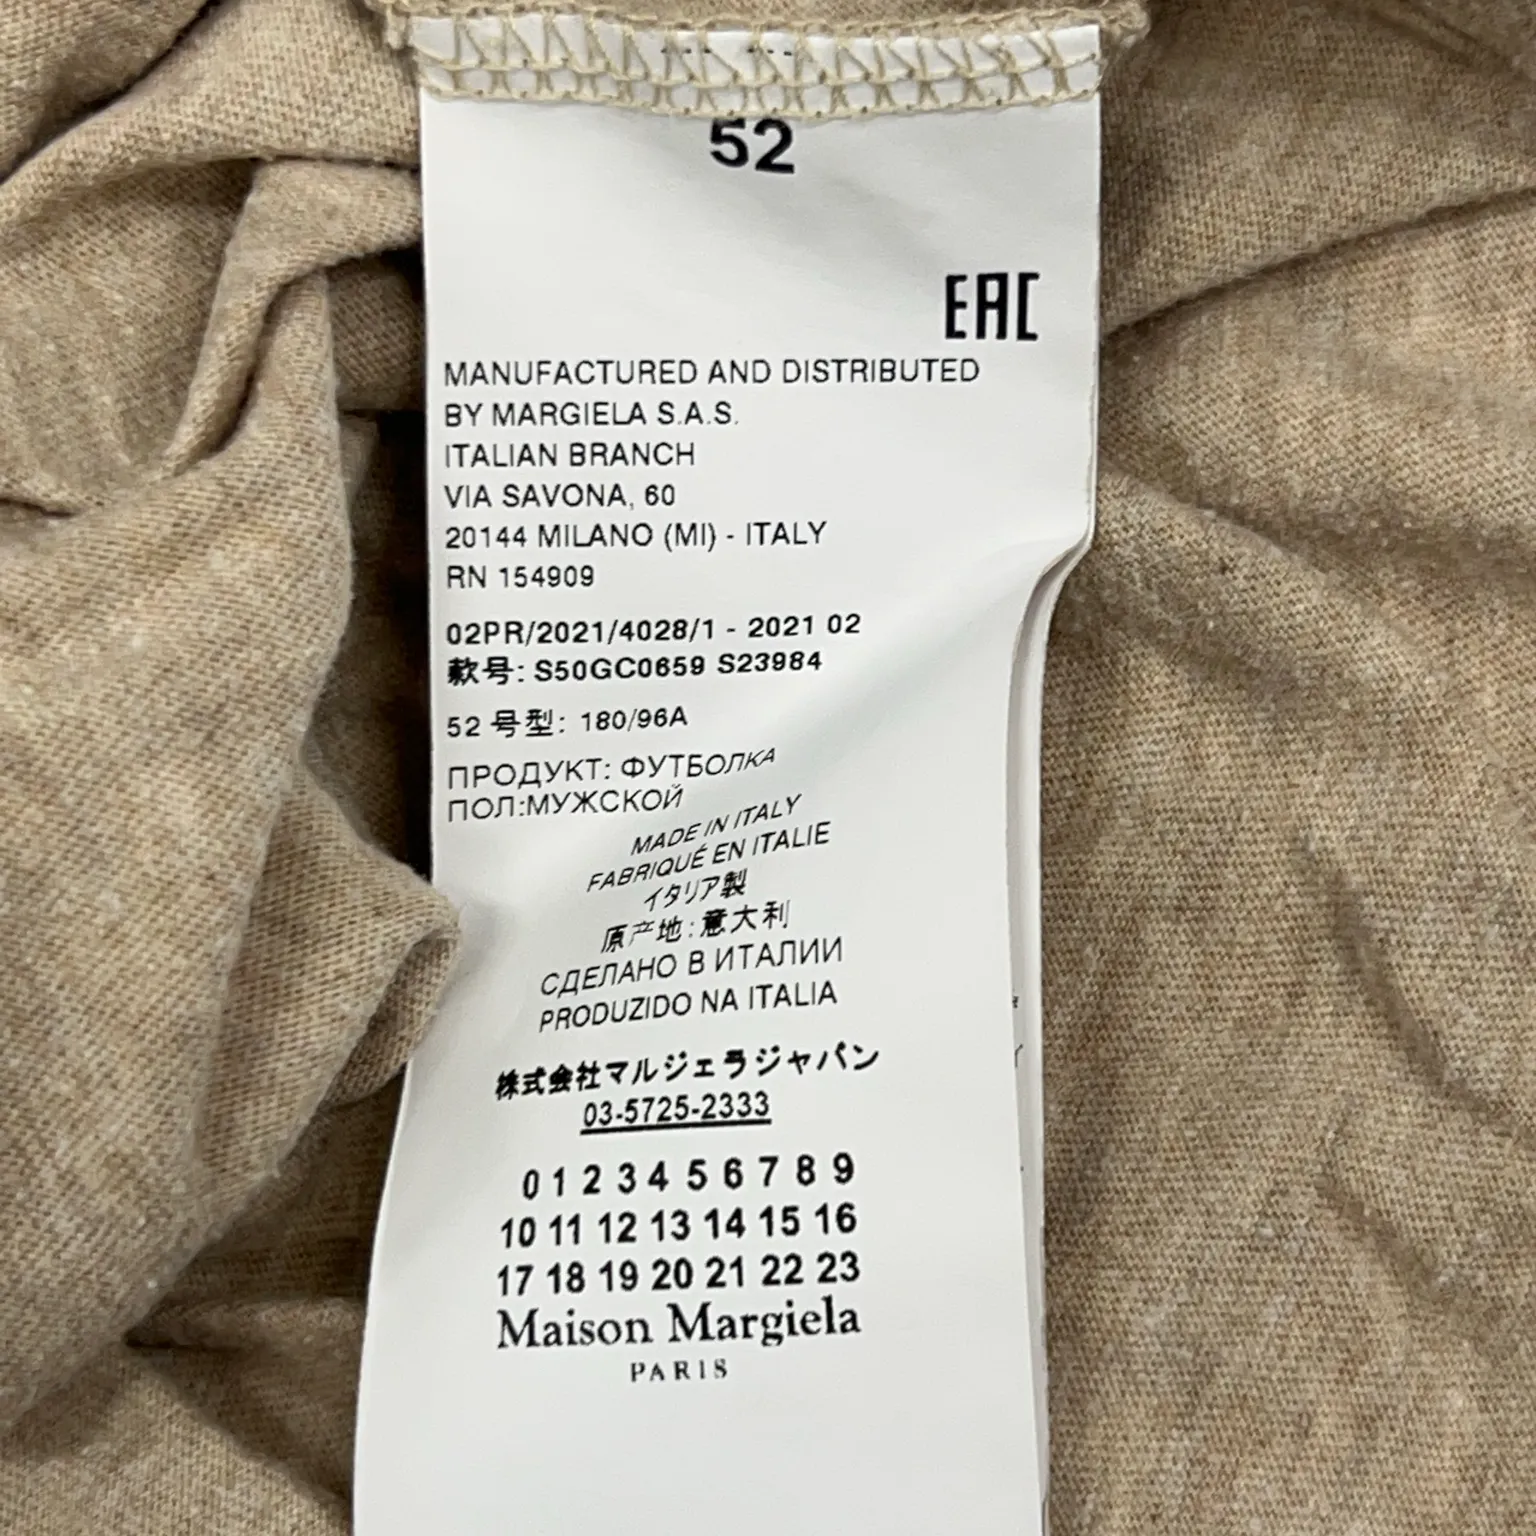 52
EAC
MANUFACTURED AND DISTRIBUTED
BY MARGIELA S.A.S.
ITALIAN BRANCH
VIA SAVONA, 60
20144 MILANO (MI) - ITALY
RN 154909
02PR/2021/4028/1 - 2021 02
款号: S50GC0659 S23984
52 号型: 180/96A
ПРОДУКТ: ФУТБОЛКА
ПОЛ:МУЖСКОЙ
MADE IN ITALY
FABRIQUÉ EN ITALIE
イタリア製
原产地:意大利
СДЕЛАНО В ИТАЛИИ
PRODUZIDO NA ITALIA
株式会社マルジェラジャパン
03-5725-2333
0 1 2 3 4 5 6 7 8 9
10 11 12 13 14 15 16
17 18 19 20 21 22 23
Maison Margiela
PARIS